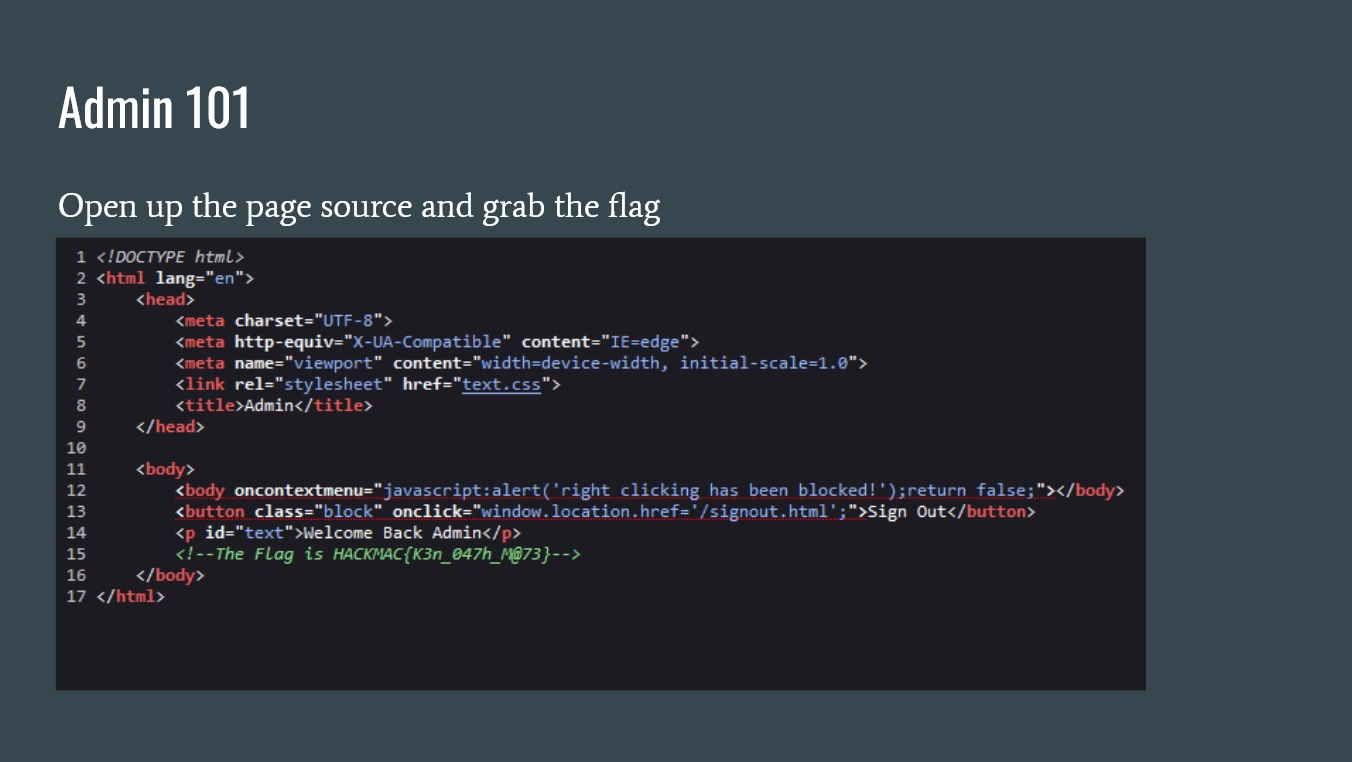 Admin 101
Open up the page source and grab the flag
1 <!DOCTYPE html>
2 <html lang="en">
3     <head>
4         <meta charset="UTF-8">
5         <meta http-equiv="X-UA-Compatible" content="IE=edge">
6         <meta name="viewport" content="width=device-width, initial-scale=1.0">
7         <link rel="stylesheet" href="text.css">
8         <title>Admin</title>
9     </head>
10
11     <body>
12         <body oncontextmenu="javascript:alert('right clicking has been blocked!');return false;"></body>
13         <button class="block" onclick="window.location.href='/signout.html';">Sign Out</button>
14         <p id="text">Welcome Back Admin</p>
15         <!--The Flag is HACKMAC{K3n_047h_M@73}-->
16     </body>
17 </html>